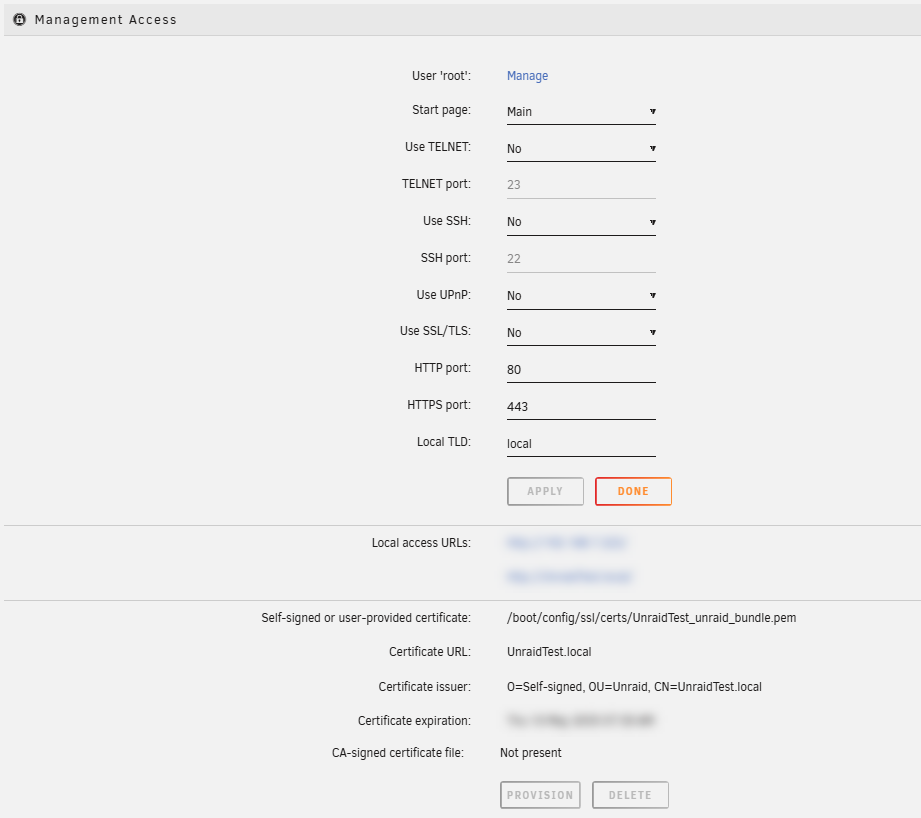 Management Access
User 'root': Manage
Start page: Main
Use TELNET: No
TELNET port: 23
Use SSH: No
SSH port: 22
Use UPnP: No
Use SSL/TLS: No
HTTP port: 80
HTTPS port: 443
Local TLD: local
APPLY DONE
Local access URLs:
Self-signed or user-provided certificate: /boot/config/ssl/certs/UnraidTest_unraid_bundle.pem
Certificate URL: UnraidTest.local
Certificate issuer: O=Self-signed, OU=Unraid, CN=UnraidTest.local
Certificate expiration:
CA-signed certificate file: Not present
PROVISION DELETE